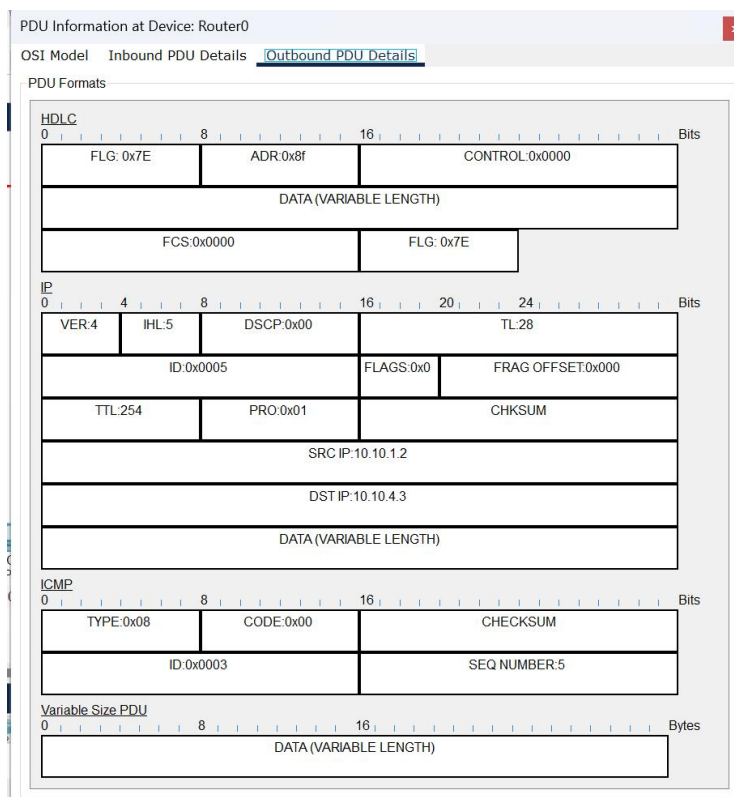 PDU Information at Device: Router0
OSI Model Inbound PDU Details Outbound PDU Details
PDU Formats
HDLC
0 8 16 Bits
FLG: 0x7E ADR:0x8f CONTROL:0x0000
DATA (VARIABLE LENGTH)
FCS:0x0000 FLG: 0x7E
IP
0 4 8 16 20 24 Bits
VER:4 IHL:5 DSCP:0x00 TL:28
ID:0x0005 FLAGS:0x0 FRAG OFFSET:0x000
TTL:254 PRO:0x01 CHKSUM
SRC IP:10.10.1.2
DST IP:10.10.4.3
DATA (VARIABLE LENGTH)
ICMP
0 8 16 Bits
TYPE:0x08 CODE:0x00 CHECKSUM
ID:0x0003 SEQ NUMBER:5
Variable Size PDU
0 8 16 Bytes
DATA (VARIABLE LENGTH)